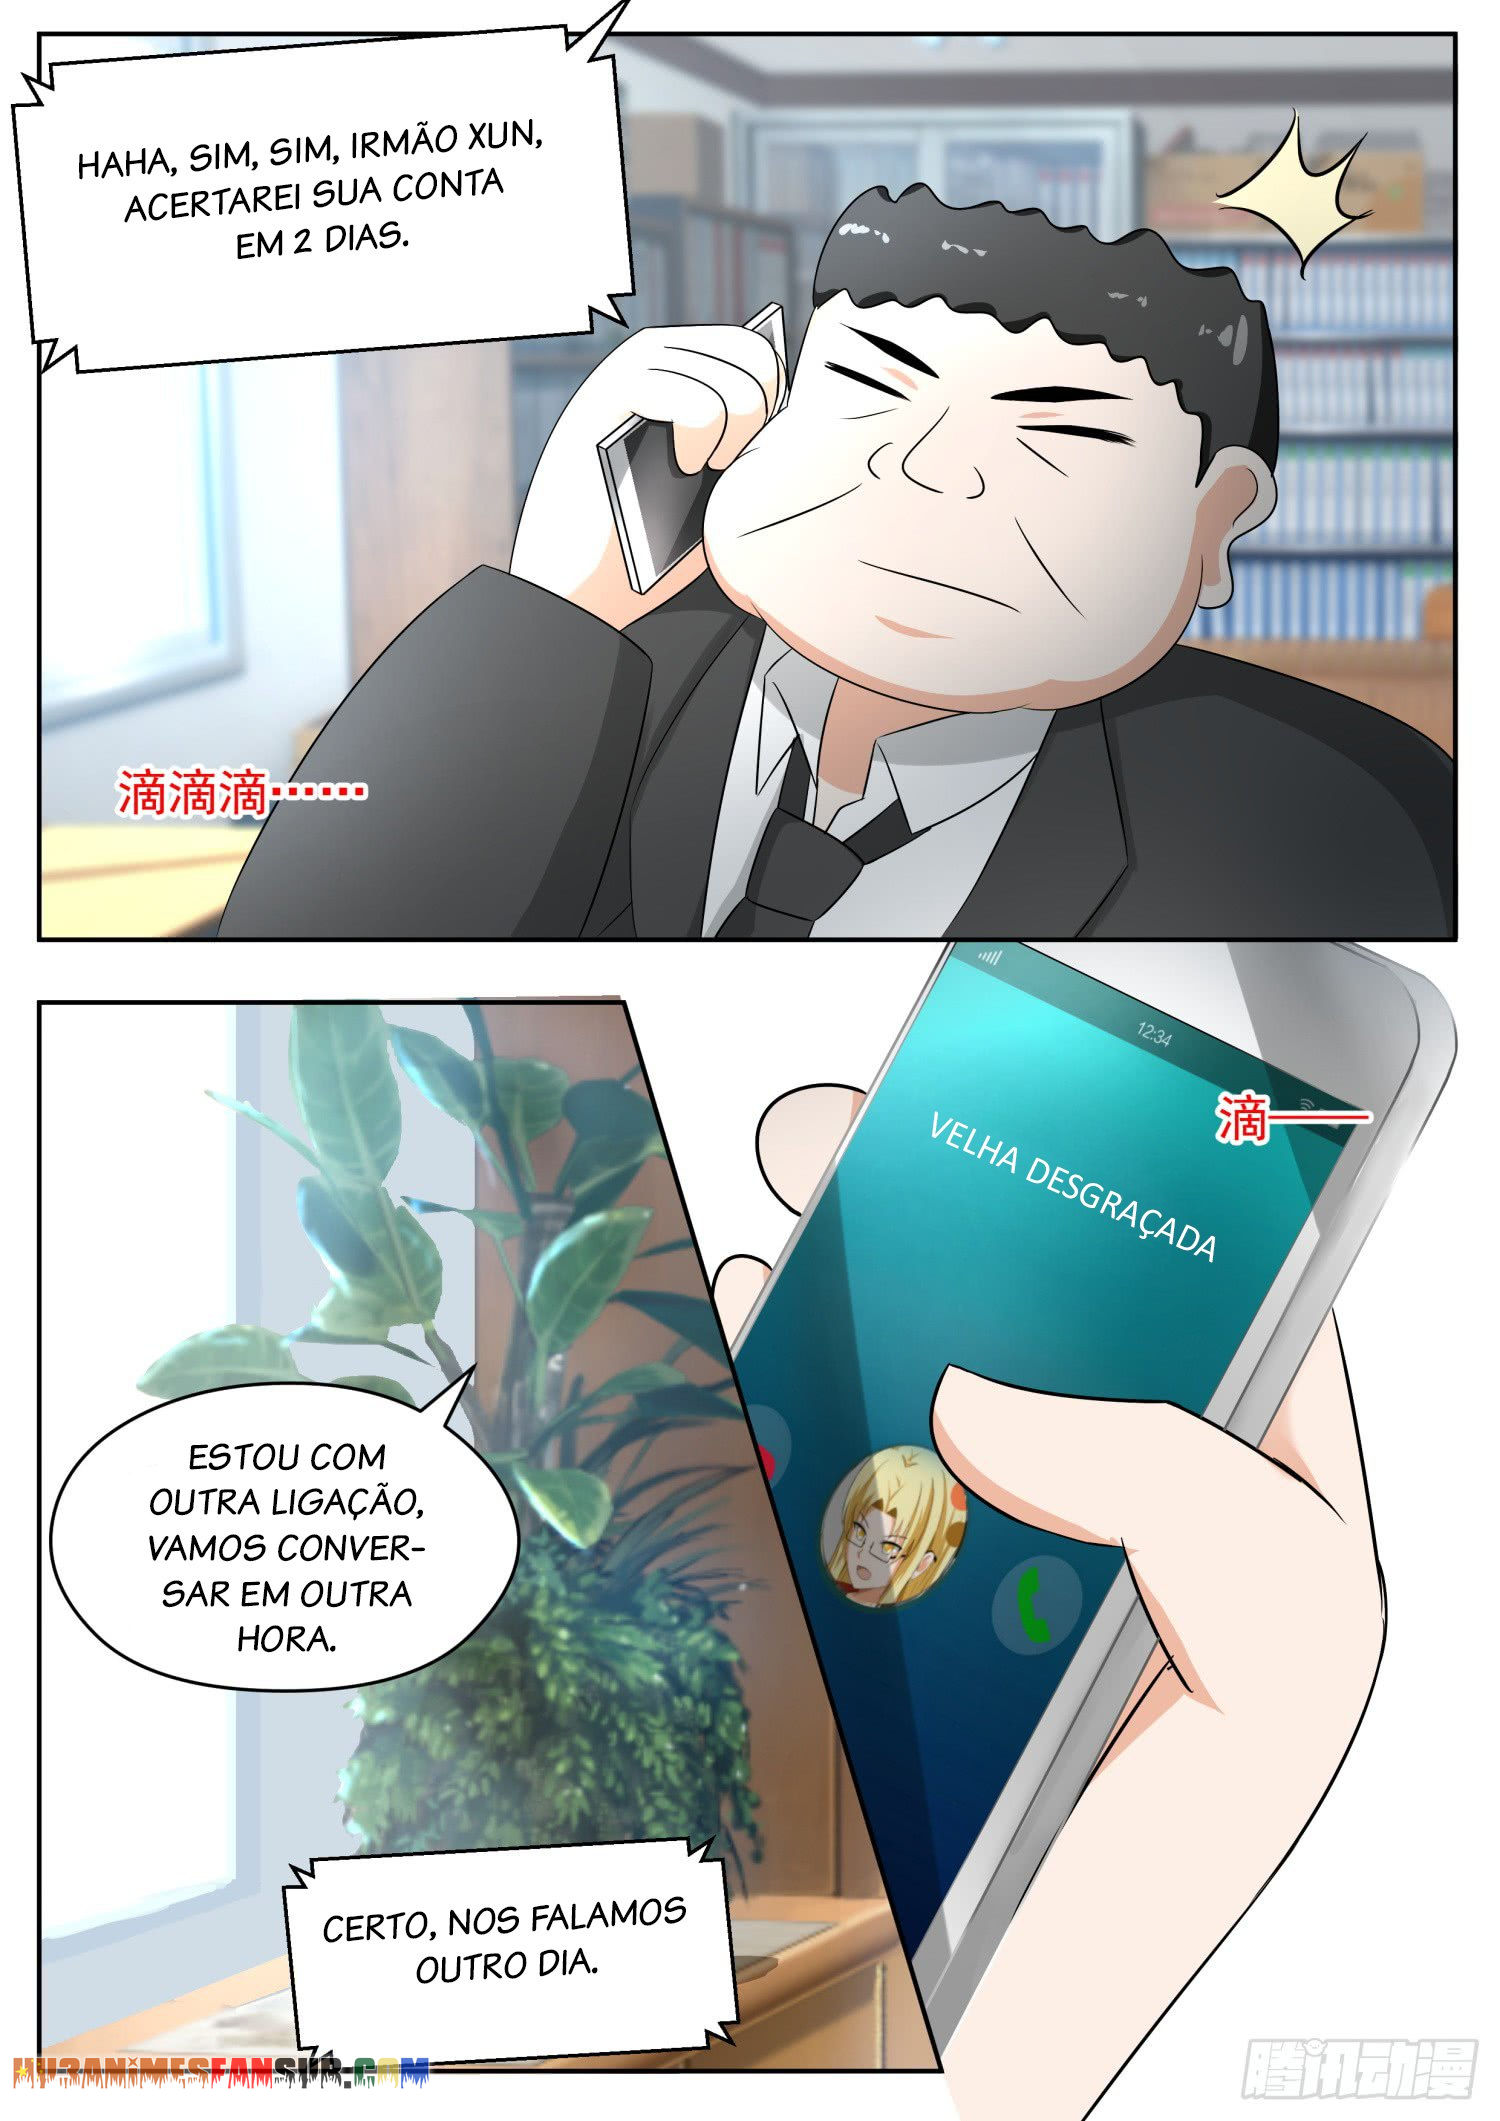 HAHA, SIM, SIM, IRMÃO XUN,
ACERTAREI SUA CONTA
EM 2 DIAS.
滴滴滴……
12:34
滴——
VELHA DESGRAÇADA
ESTOU COM
OUTRA LIGAÇÃO,
VAMOS CONVER-
SAR EM OUTRA
HORA.
CERTO, NOS FALAMOS
OUTRO DIA.
HU3ANIMESFANSUB.COM
腾讯动漫